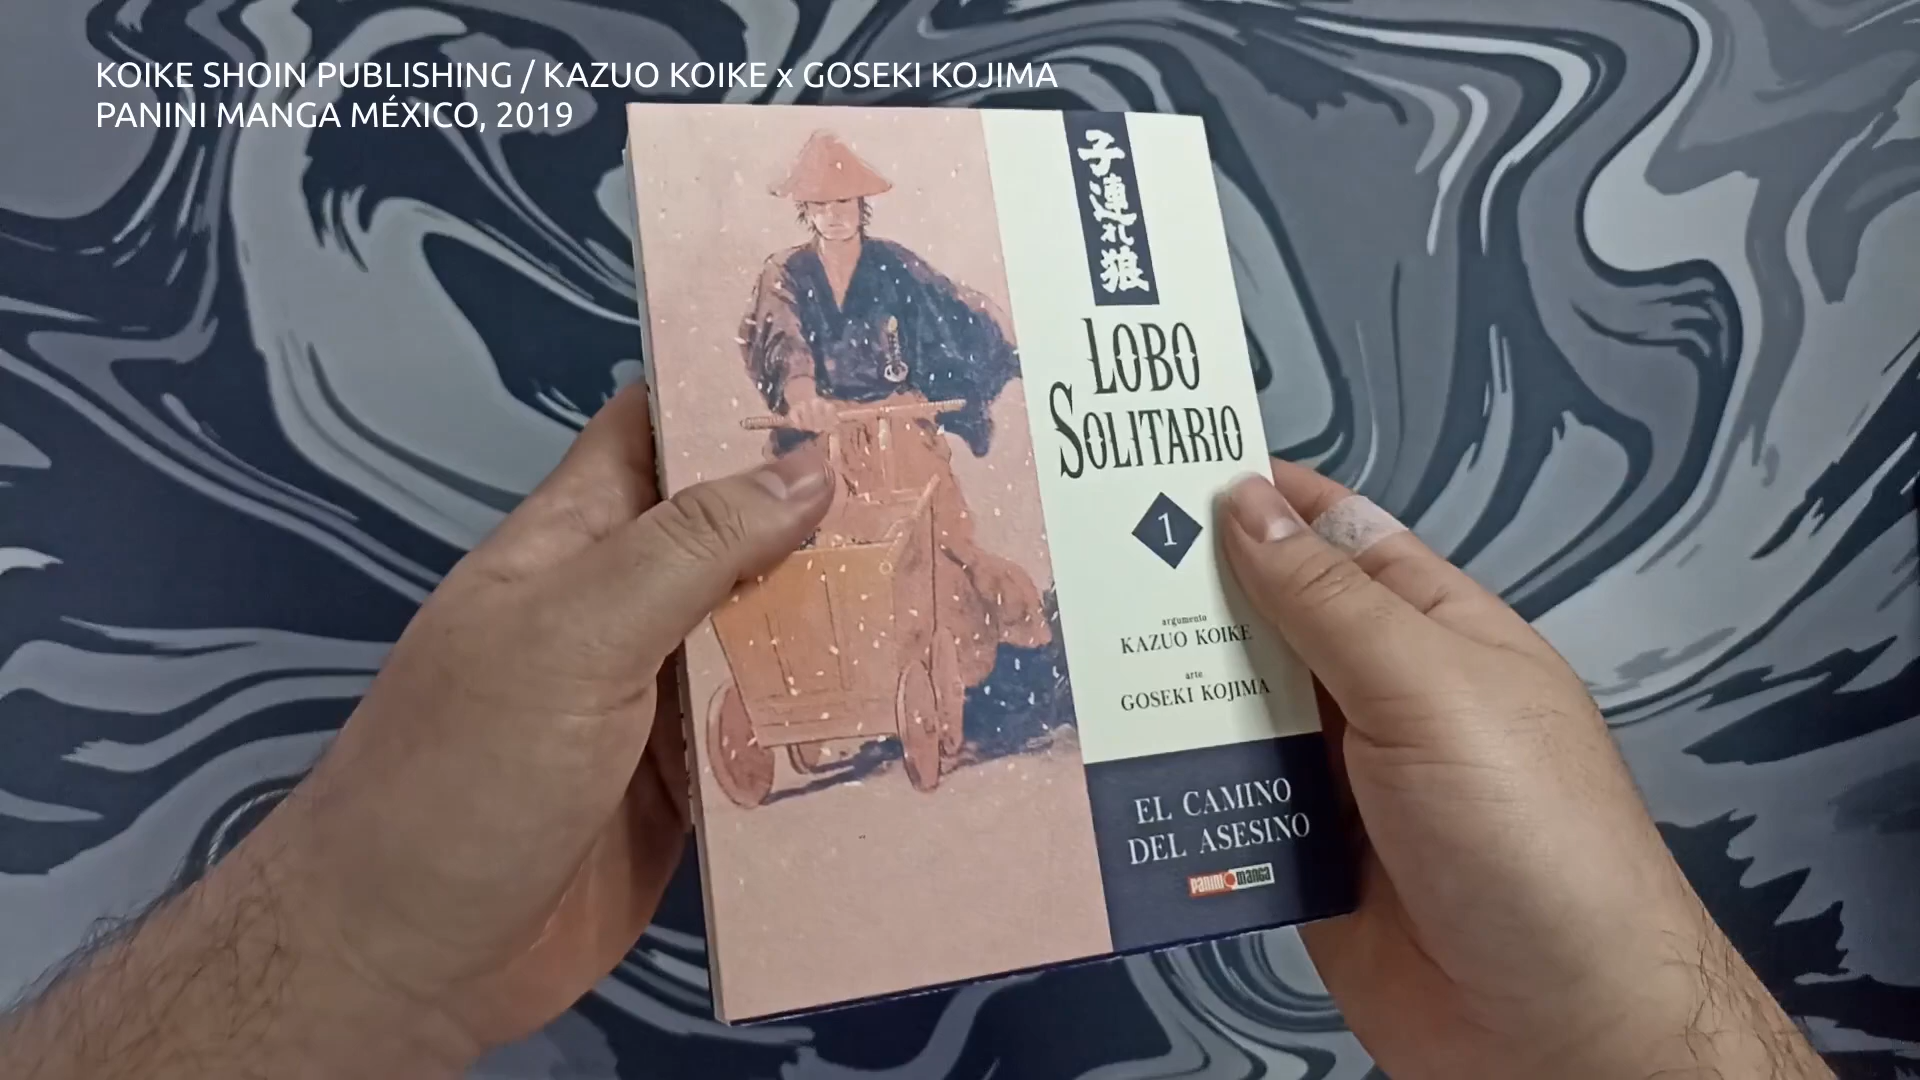 KOIKE SHOIN PUBLISHING / KAZUO KOIKE x GOSEKI KOJIMA
PANINI MANGA MÉXICO, 2019
子連れ狼
LOBO
SOLITARIO
1
argumento
KAZUO KOIKE
arte
GOSEKI KOJIMA
EL CAMINO
DEL ASESINO
PANINI MANGA